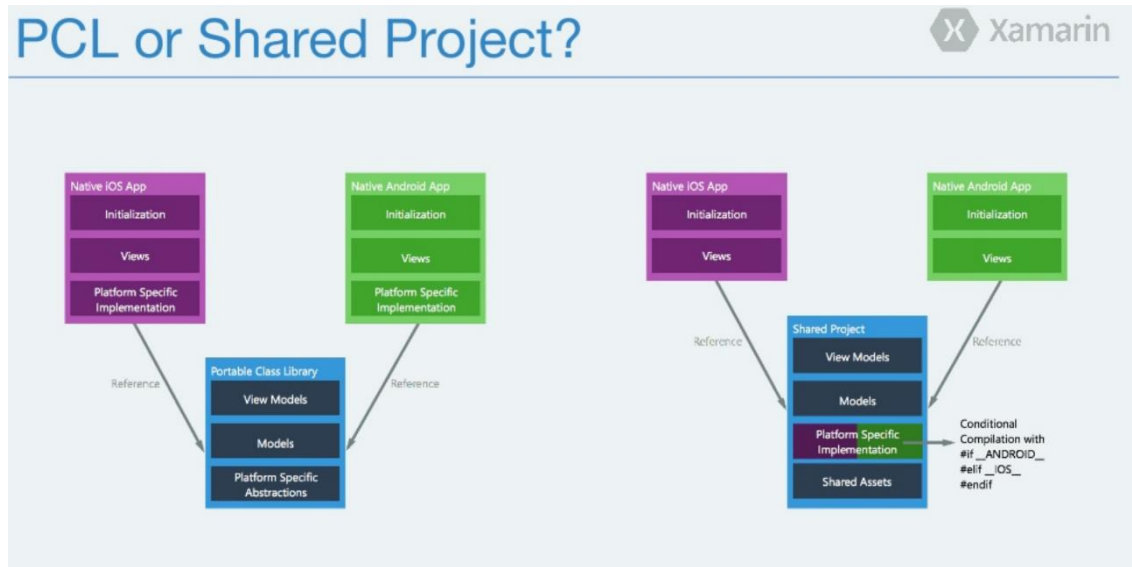 PCL or Shared Project?
X Xamarin
Native iOS App
Initialization
Views
Platform Specific
Implementation
Native Android App
Initialization
Views
Platform Specific
Implementation
Reference
Reference
Portable Class Library
View Models
Models
Platform Specific
Abstractions
Native iOS App
Initialization
Views
Native Android App
Initialization
Views
Reference
Reference
Shared Project
View Models
Models
Platform Specific
Implementation
Shared Assets
Conditional
Compilation with
#if __ANDROID__
#elif __IOS__
#endif